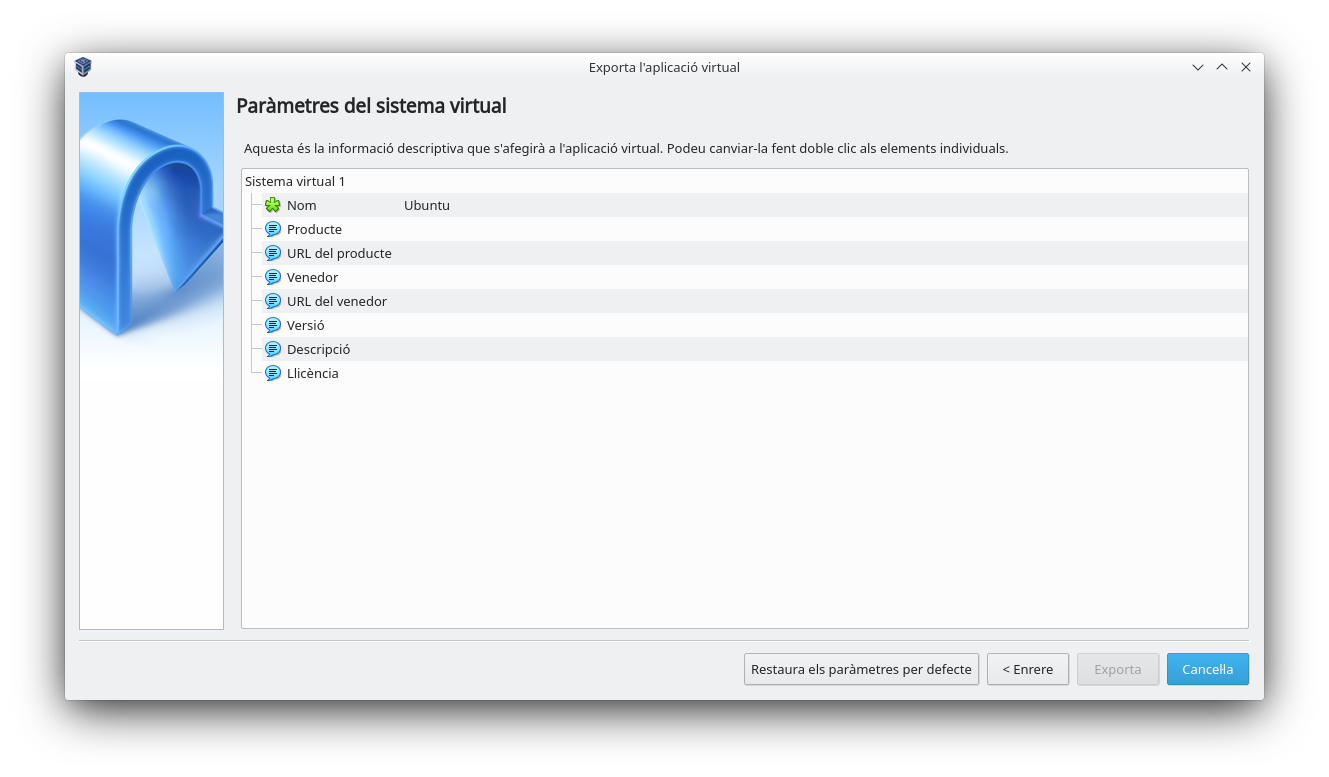 Exporta l'aplicació virtual
Paràmetres del sistema virtual
Aquesta és la informació descriptiva que s'afegirà a l'aplicació virtual. Podeu canviar-la fent doble clic als elements individuals.
Sistema virtual 1
Nom Ubuntu
Producte
URL del producte
Venedor
URL del venedor
Versió
Descripció
Llicència
Restaura els paràmetres per defecte < Enrere Exporta Cancel·la